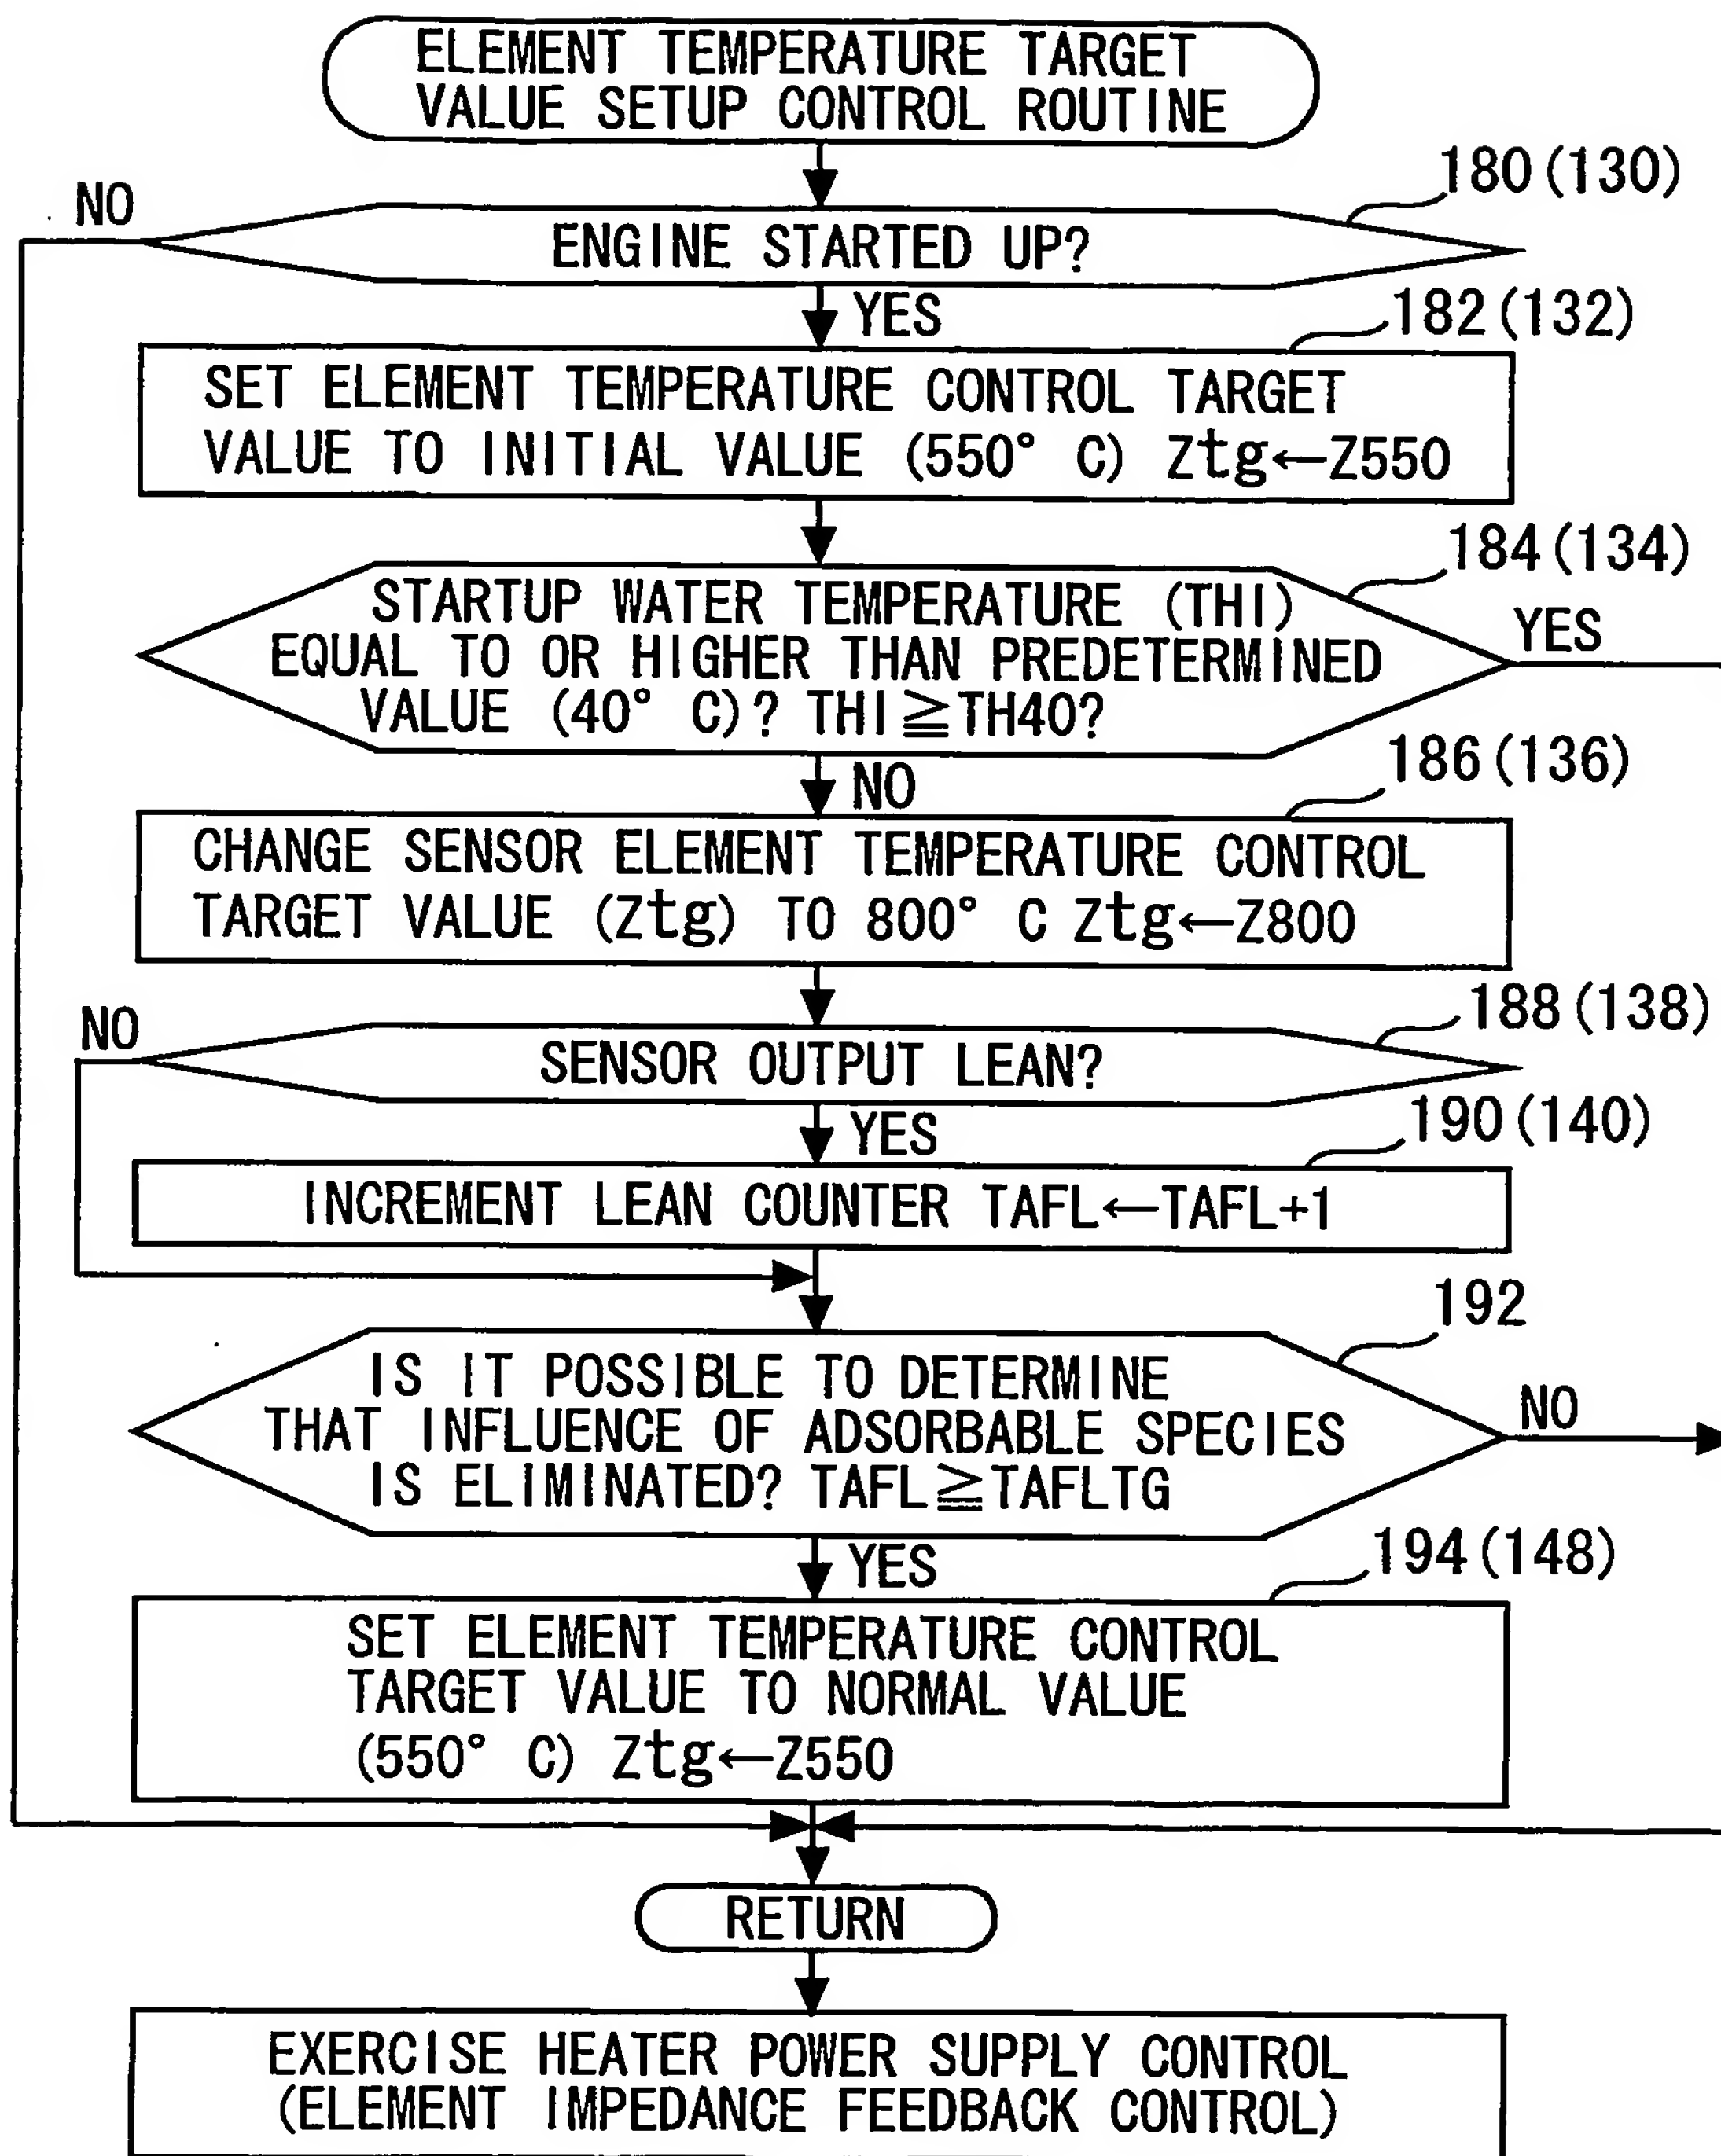 ELEMENT TEMPERATURE TARGET
VALUE SETUP CONTROL ROUTINE
180(130)
NO
ENGINE STARTED UP?
YES
182(132)
SET ELEMENT TEMPERATURE CONTROL TARGET
VALUE TO INITIAL VALUE (550° C) Ztg←Z550
184(134)
STARTUP WATER TEMPERATURE (THI)
EQUAL TO OR HIGHER THAN PREDETERMINED
VALUE (40° C)? THI≧TH40?
YES
NO
186(136)
CHANGE SENSOR ELEMENT TEMPERATURE CONTROL
TARGET VALUE (Ztg) TO 800° C Ztg←Z800
188(138)
NO
SENSOR OUTPUT LEAN?
YES
190(140)
INCREMENT LEAN COUNTER TAFL←TAFL+1
192
IS IT POSSIBLE TO DETERMINE
THAT INFLUENCE OF ADSORBABLE SPECIES
IS ELIMINATED? TAFL≧TAFLTG
NO
YES
194(148)
SET ELEMENT TEMPERATURE CONTROL
TARGET VALUE TO NORMAL VALUE
(550° C) Ztg←Z550
RETURN
EXERCISE HEATER POWER SUPPLY CONTROL
(ELEMENT IMPEDANCE FEEDBACK CONTROL)